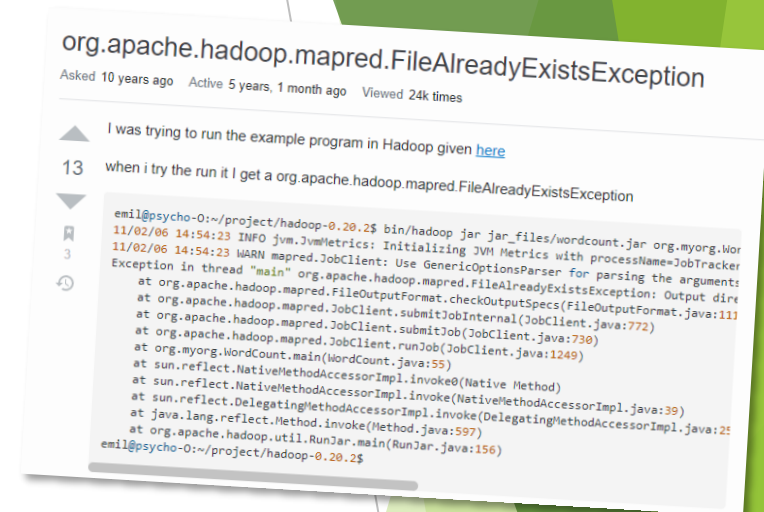 org.apache.hadoop.mapred.FileAlreadyExistsException
Asked 10 years ago Active 5 years, 1 month ago Viewed 24k times
I was trying to run the example program in Hadoop given here
13
when i try the run it I get a org.apache.hadoop.mapred.FileAlreadyExistsException
3
emil@psycho-O:~/project/hadoop-0.20.2$ bin/hadoop jar jar_files/wordcount.jar org.myorg.Wor
11/02/06 14:54:23 INFO jvm.JvmMetrics: Initializing JVM Metrics with processName=JobTracker
11/02/06 14:54:23 WARN mapred.JobClient: Use GenericOptionsParser for parsing the arguments
Exception in thread "main" org.apache.hadoop.mapred.FileAlreadyExistsException: Output dire
at org.apache.hadoop.mapred.FileOutputFormat.checkOutputSpecs(FileOutputFormat.java:111
at org.apache.hadoop.mapred.JobClient.submitJobInternal(JobClient.java:772)
at org.apache.hadoop.mapred.JobClient.submitJob(JobClient.java:730)
at org.apache.hadoop.mapred.JobClient.runJob(JobClient.java:1249)
at org.myorg.WordCount.main(WordCount.java:55)
at sun.reflect.NativeMethodAccessorImpl.invoke0(Native Method)
at sun.reflect.NativeMethodAccessorImpl.invoke(NativeMethodAccessorImpl.java:39)
at sun.reflect.DelegatingMethodAccessorImpl.invoke(DelegatingMethodAccessorImpl.java:25
at java.lang.reflect.Method.invoke(Method.java:597)
at org.apache.hadoop.util.RunJar.main(RunJar.java:156)
emil@psycho-O:~/project/hadoop-0.20.2$